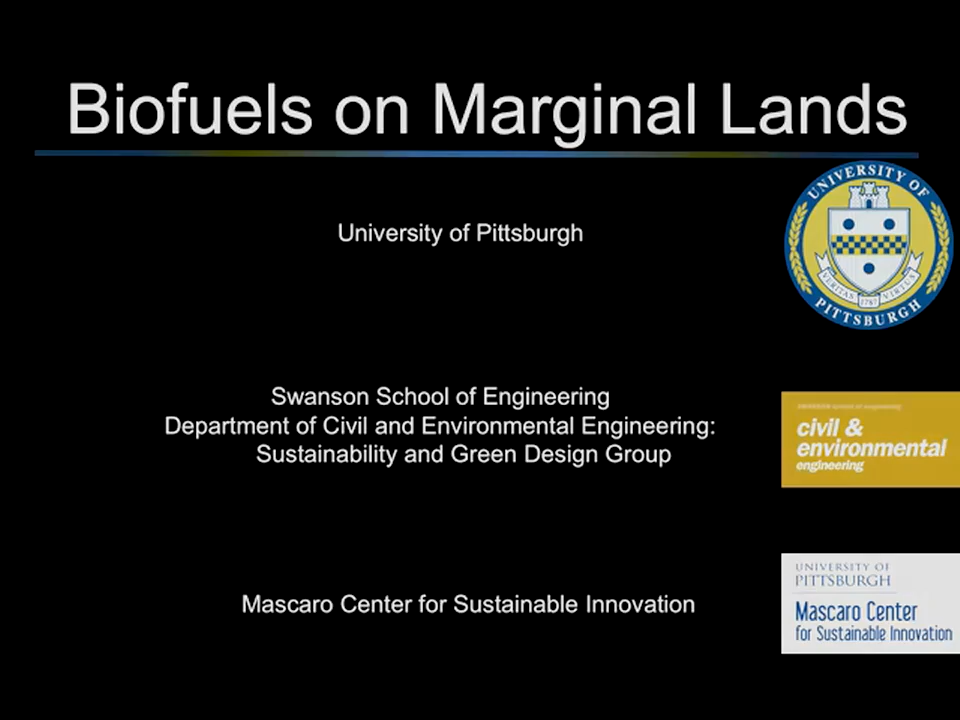 Biofuels on Marginal Lands
University of Pittsburgh
UNIVERSITY OF
PITTSBURGH
VERITAS
1787
VIRTUS
Swanson School of Engineering
Department of Civil and Environmental Engineering:
Sustainability and Green Design Group
civil &
environmental
engineering
Mascaro Center for Sustainable Innovation
UNIVERSITY OF
PITTSBURGH
Mascaro Center
for Sustainable Innovation